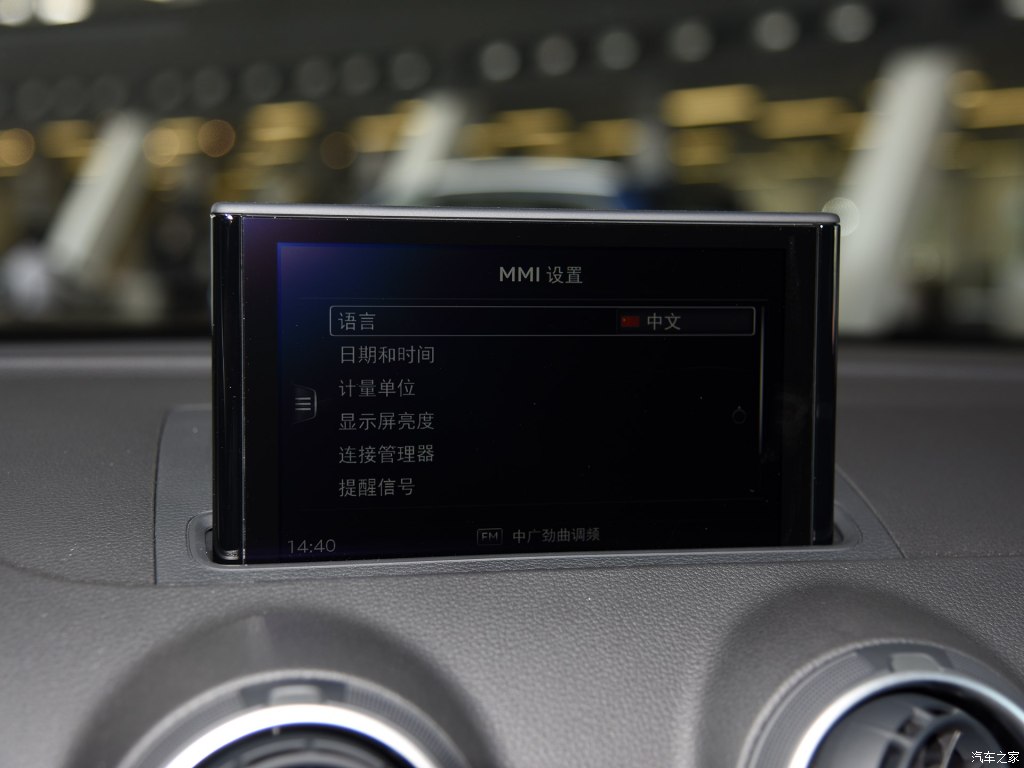 MMI 设置
语言 中文
日期和时间
计量单位
显示屏亮度
连接管理器
提醒信号
FM 中广劲曲调频
14:40
汽车之家